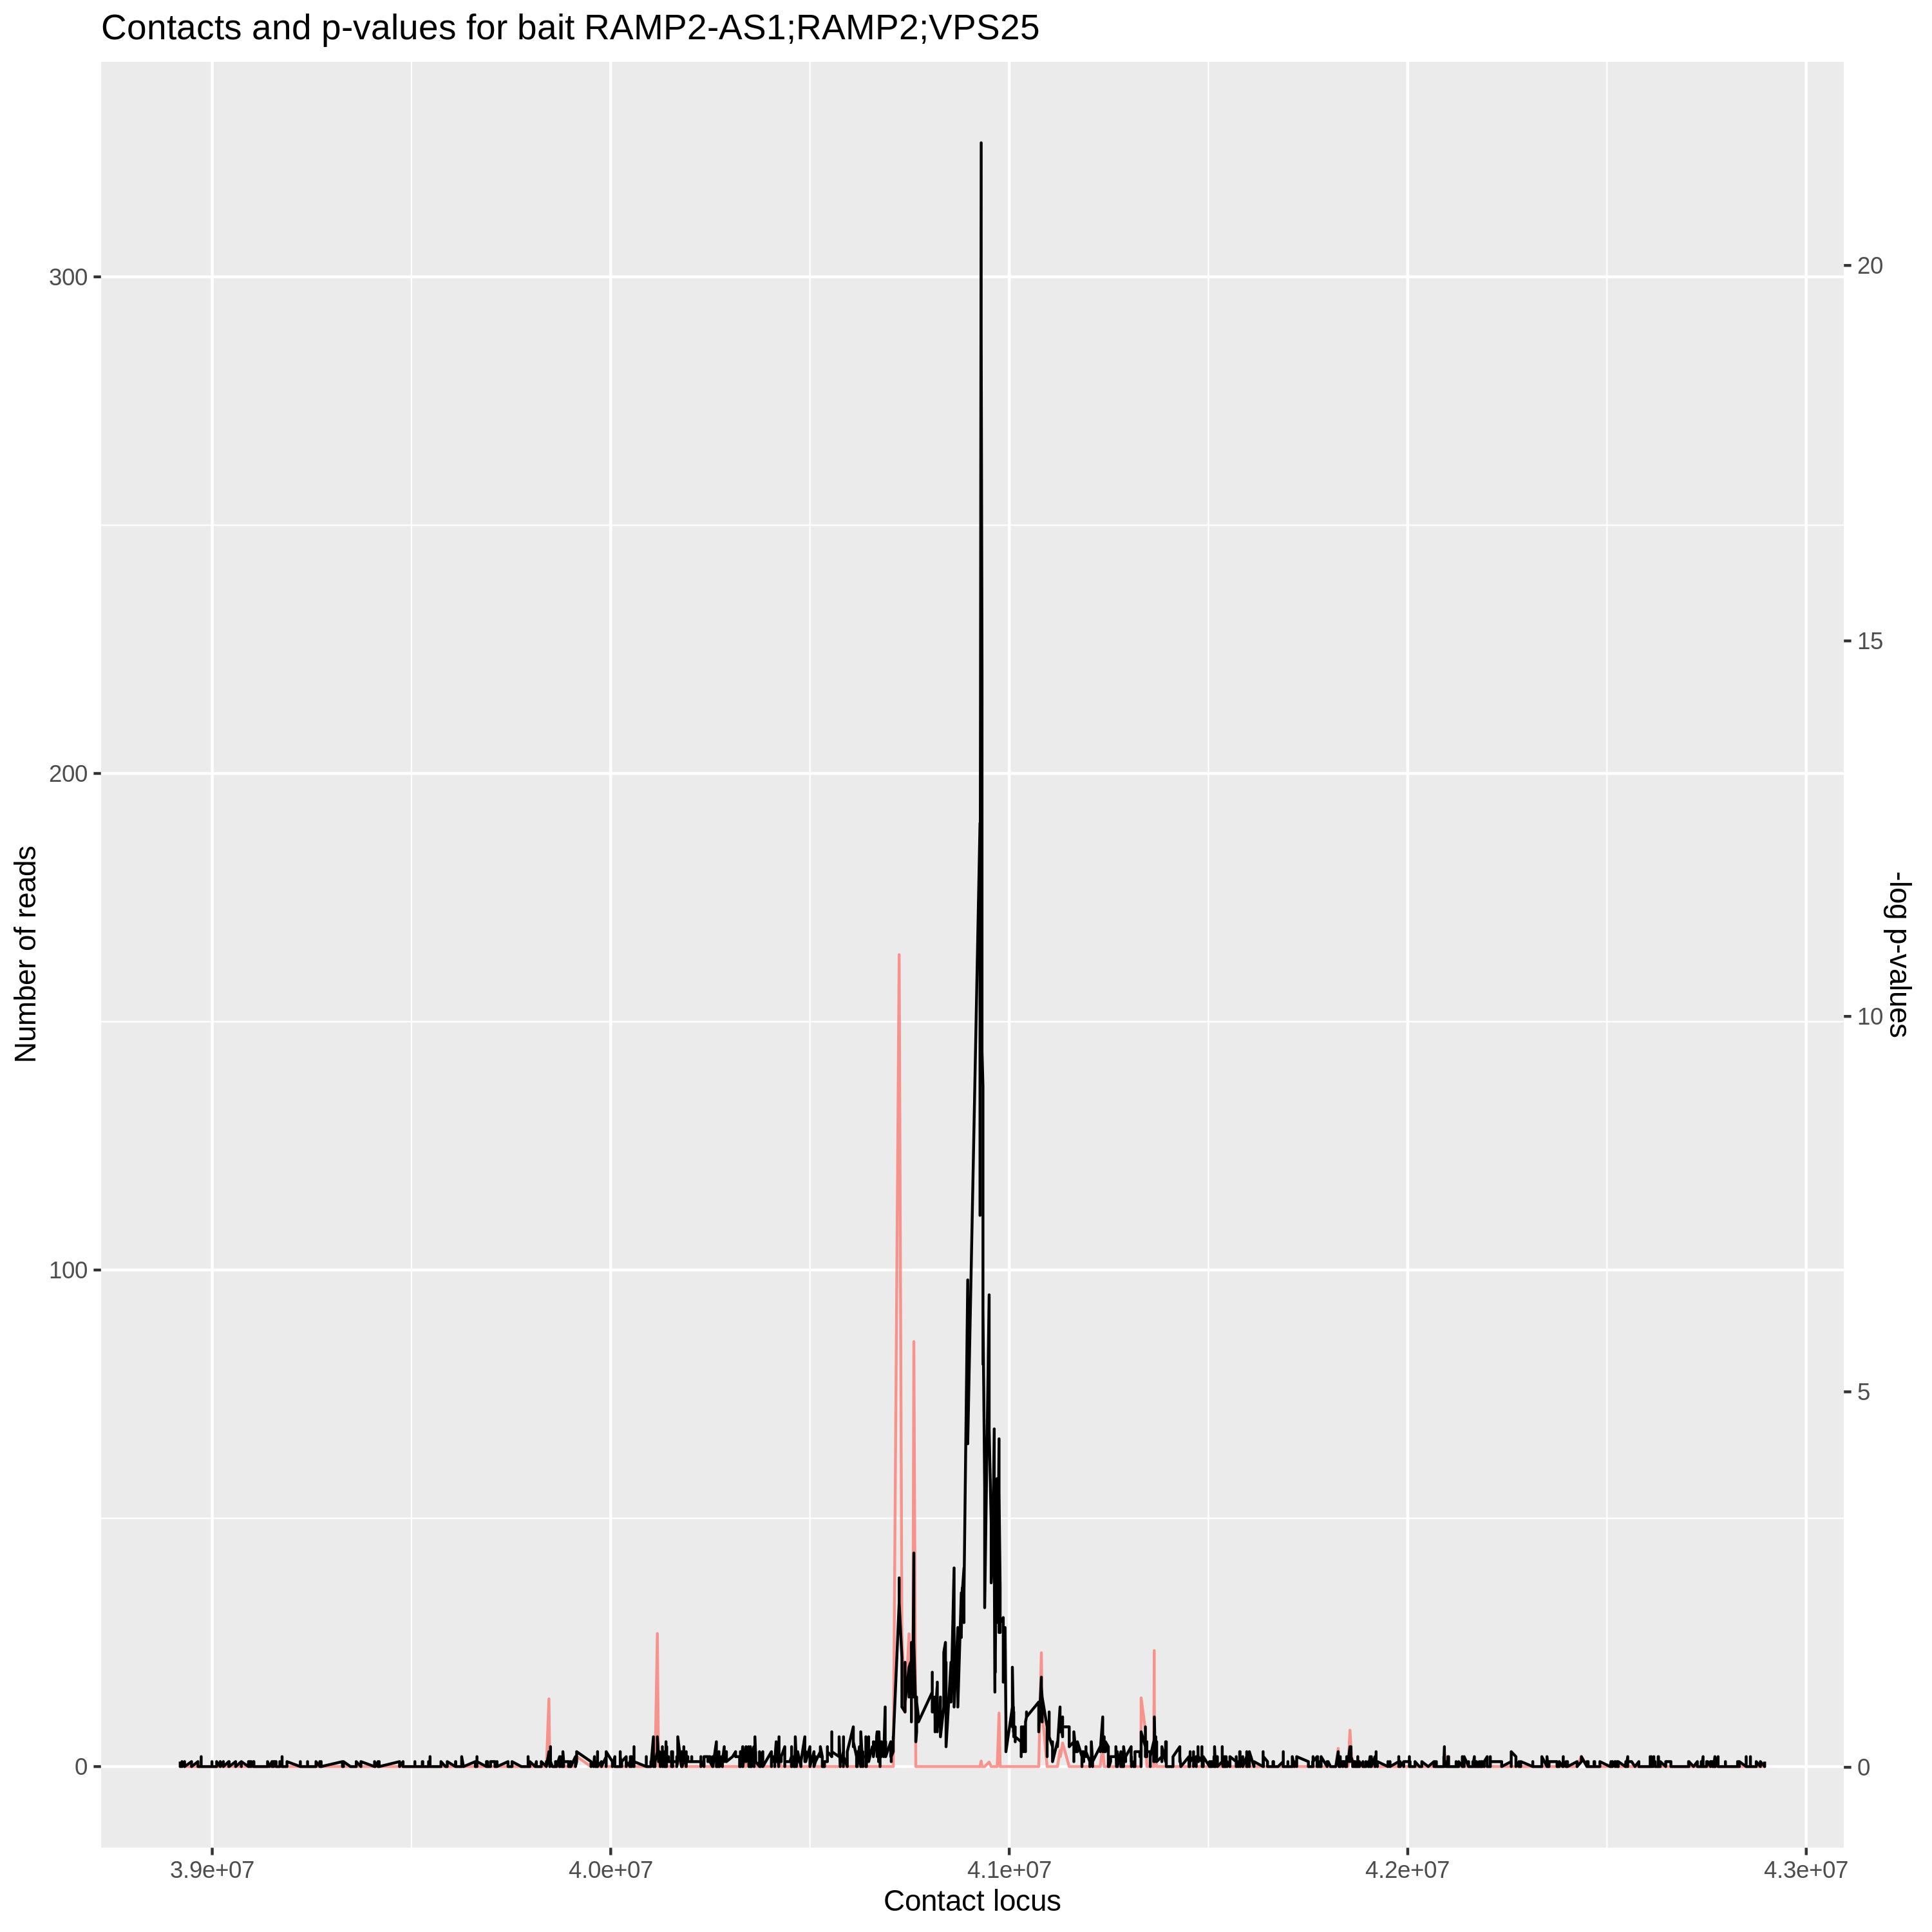 Contacts and p-values for bait RAMP2-AS1;RAMP2;VPS25
Number of reads
300
200
100
0
20
15
10
5
0
-log p-values
3.9e+07 4.0e+07 4.1e+07 4.2e+07 4.3e+07
Contact locus